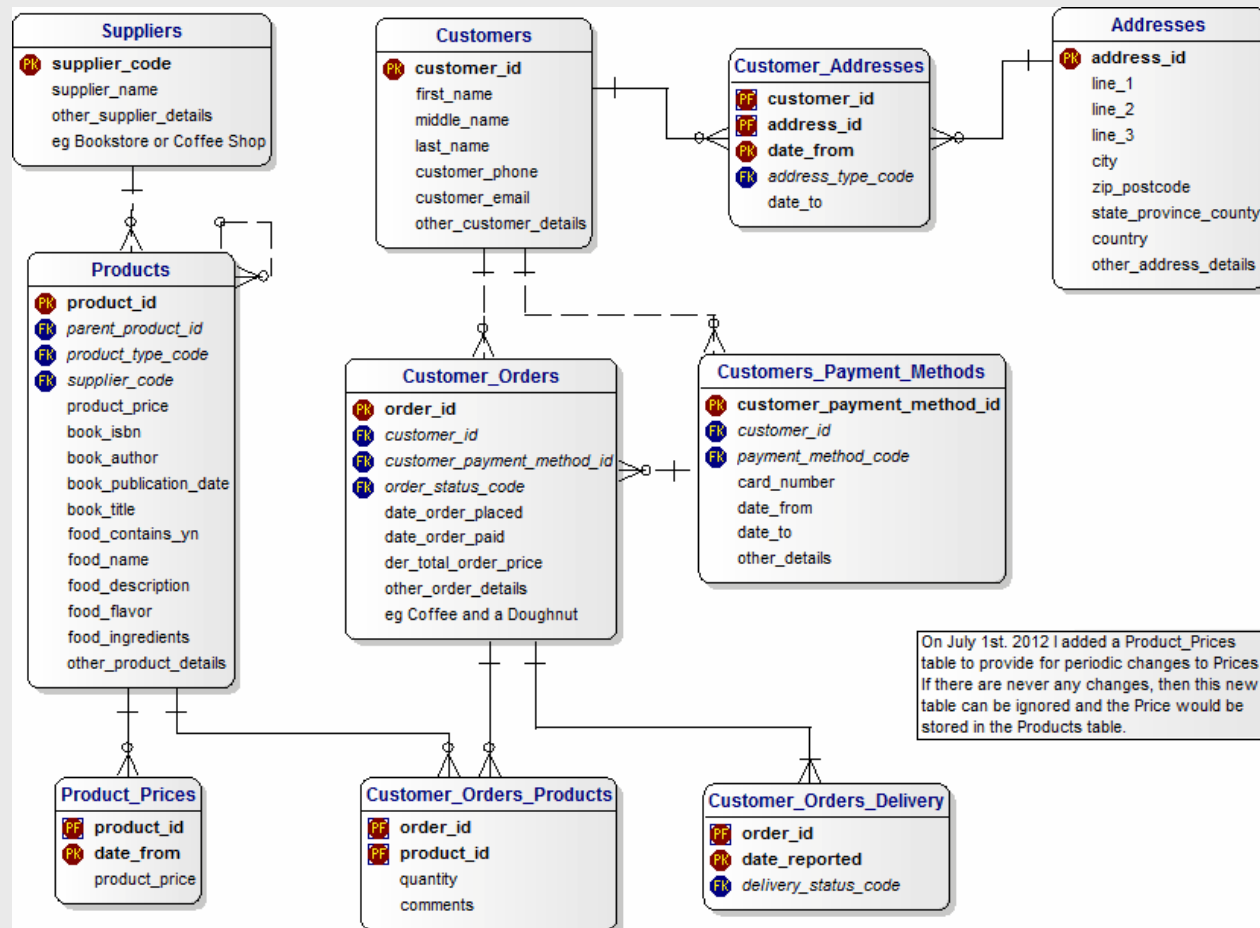 Suppliers
PK supplier_code
supplier_name
other_supplier_details
eg Bookstore or Coffee Shop
Customers
PK customer_id
first_name
middle_name
last_name
customer_phone
customer_email
other_customer_details
Customer_Addresses
PF customer_id
PF address_id
PK date_from
FK address_type_code
date_to
Addresses
PK address_id
line_1
line_2
line_3
city
zip_postcode
state_province_county
country
other_address_details
Products
PK product_id
FK parent_product_id
FK product_type_code
FK supplier_code
product_price
book_isbn
book_author
book_publication_date
book_title
food_contains_yn
food_name
food_description
food_flavor
food_ingredients
other_product_details
Customer_Orders
PK order_id
FK customer_id
FK customer_payment_method_id
FK order_status_code
date_order_placed
date_order_paid
der_total_order_price
other_order_details
eg Coffee and a Doughnut
Customers_Payment_Methods
PK customer_payment_method_id
FK customer_id
FK payment_method_code
card_number
date_from
date_to
other_details
On July 1st. 2012 I added a Product_Prices
table to provide for periodic changes to Prices
If there are never any changes, then this new
table can be ignored and the Price would be
stored in the Products table.
Product_Prices
PF product_id
PK date_from
product_price
Customer_Orders_Products
PF order_id
PF product_id
quantity
comments
Customer_Orders_Delivery
PF order_id
PK date_reported
FK delivery_status_code